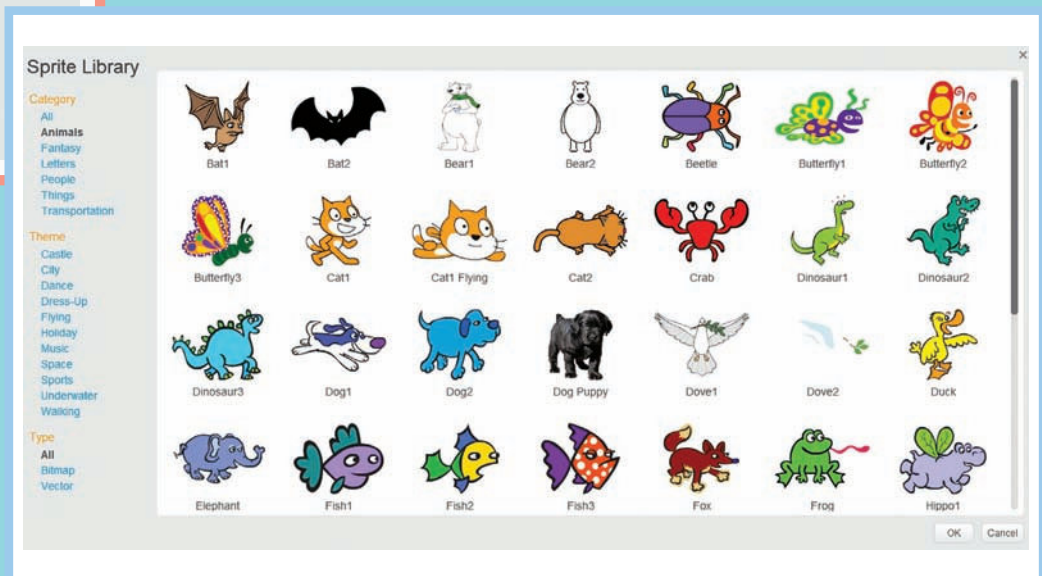 Sprite Library
×
Category
All
Animals
Fantasy
Letters
People
Things
Transportation
Theme
Castle
City
Dance
Dress-Up
Flying
Holiday
Music
Space
Sports
Underwater
Walking
Type
All
Bitmap
Vector
Bat1 Bat2 Bear1 Bear2 Beetle Butterfly1 Butterfly2
Butterfly3 Cat1 Cat1 Flying Cat2 Crab Dinosaur1 Dinosaur2
Dinosaur3 Dog1 Dog2 Dog Puppy Dove1 Dove2 Duck
Elephant Fish1 Fish2 Fish3 Fox Frog Hippo1
OK Cancel